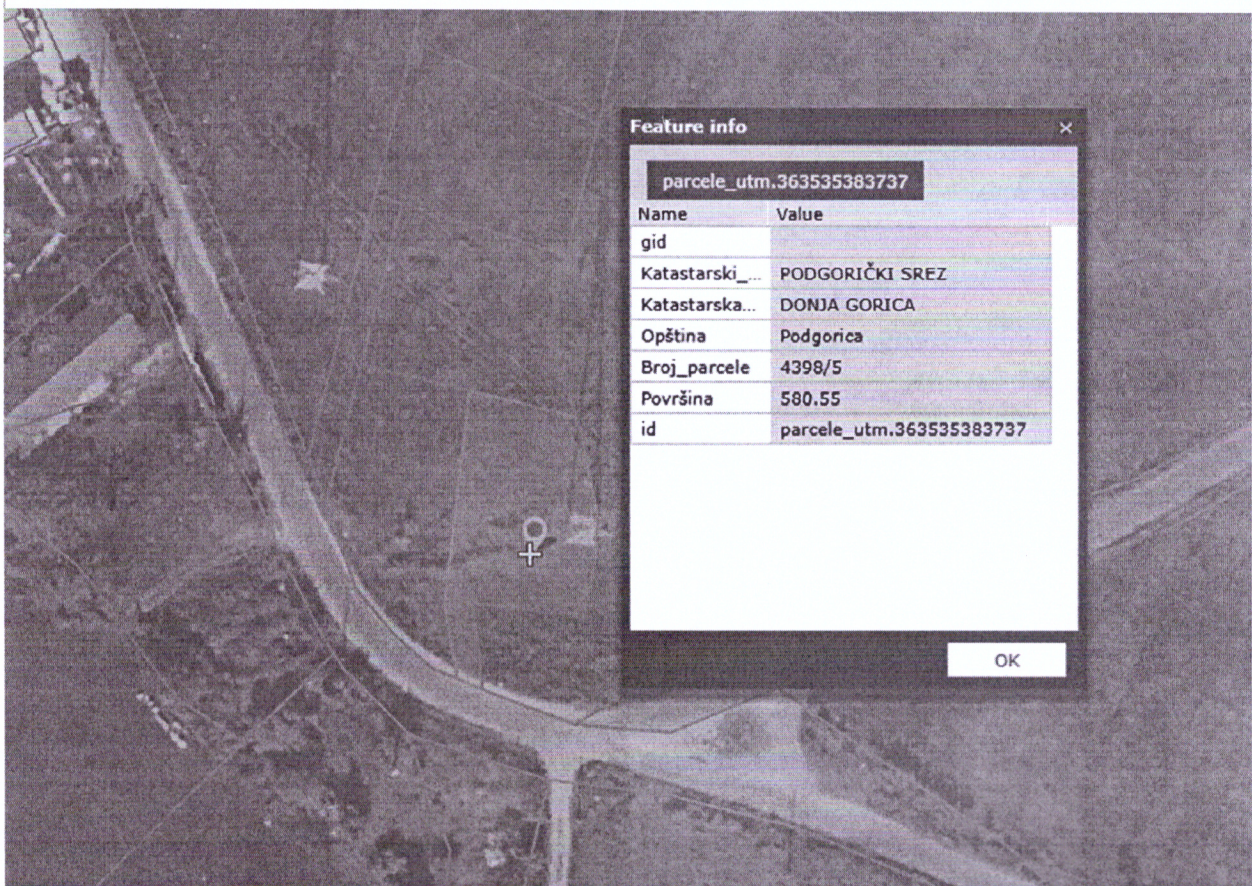 Feature info ×
parcele_utm.363535383737
Name Value
gid
Katastarski_... PODGORIČKI SREZ
Katastarska... DONJA GORICA
Opština Podgorica
Broj_parcele 4398/5
Površina 580.55
id parcele_utm.363535383737
OK